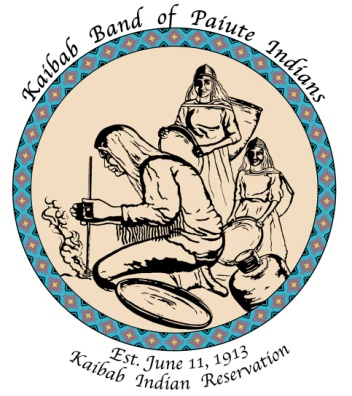 Kaibab Band of Paiute Indians
Est. June 11, 1913
Kaibab Indian Reservation